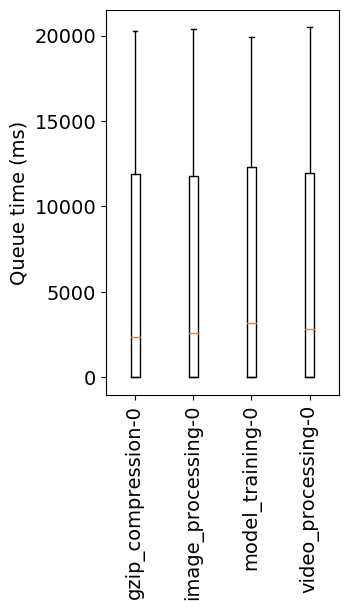 Queue time (ms)
20000
15000
10000
5000
0
gzip_compression-0
image_processing-0
model_training-0
video_processing-0